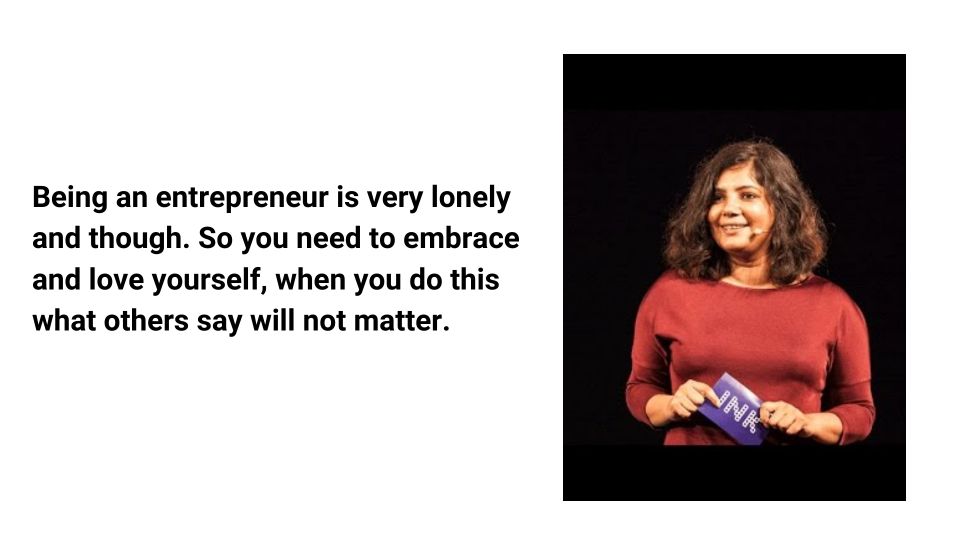 Being an entrepreneur is very lonely
and though. So you need to embrace
and love yourself, when you do this
what others say will not matter.
INK